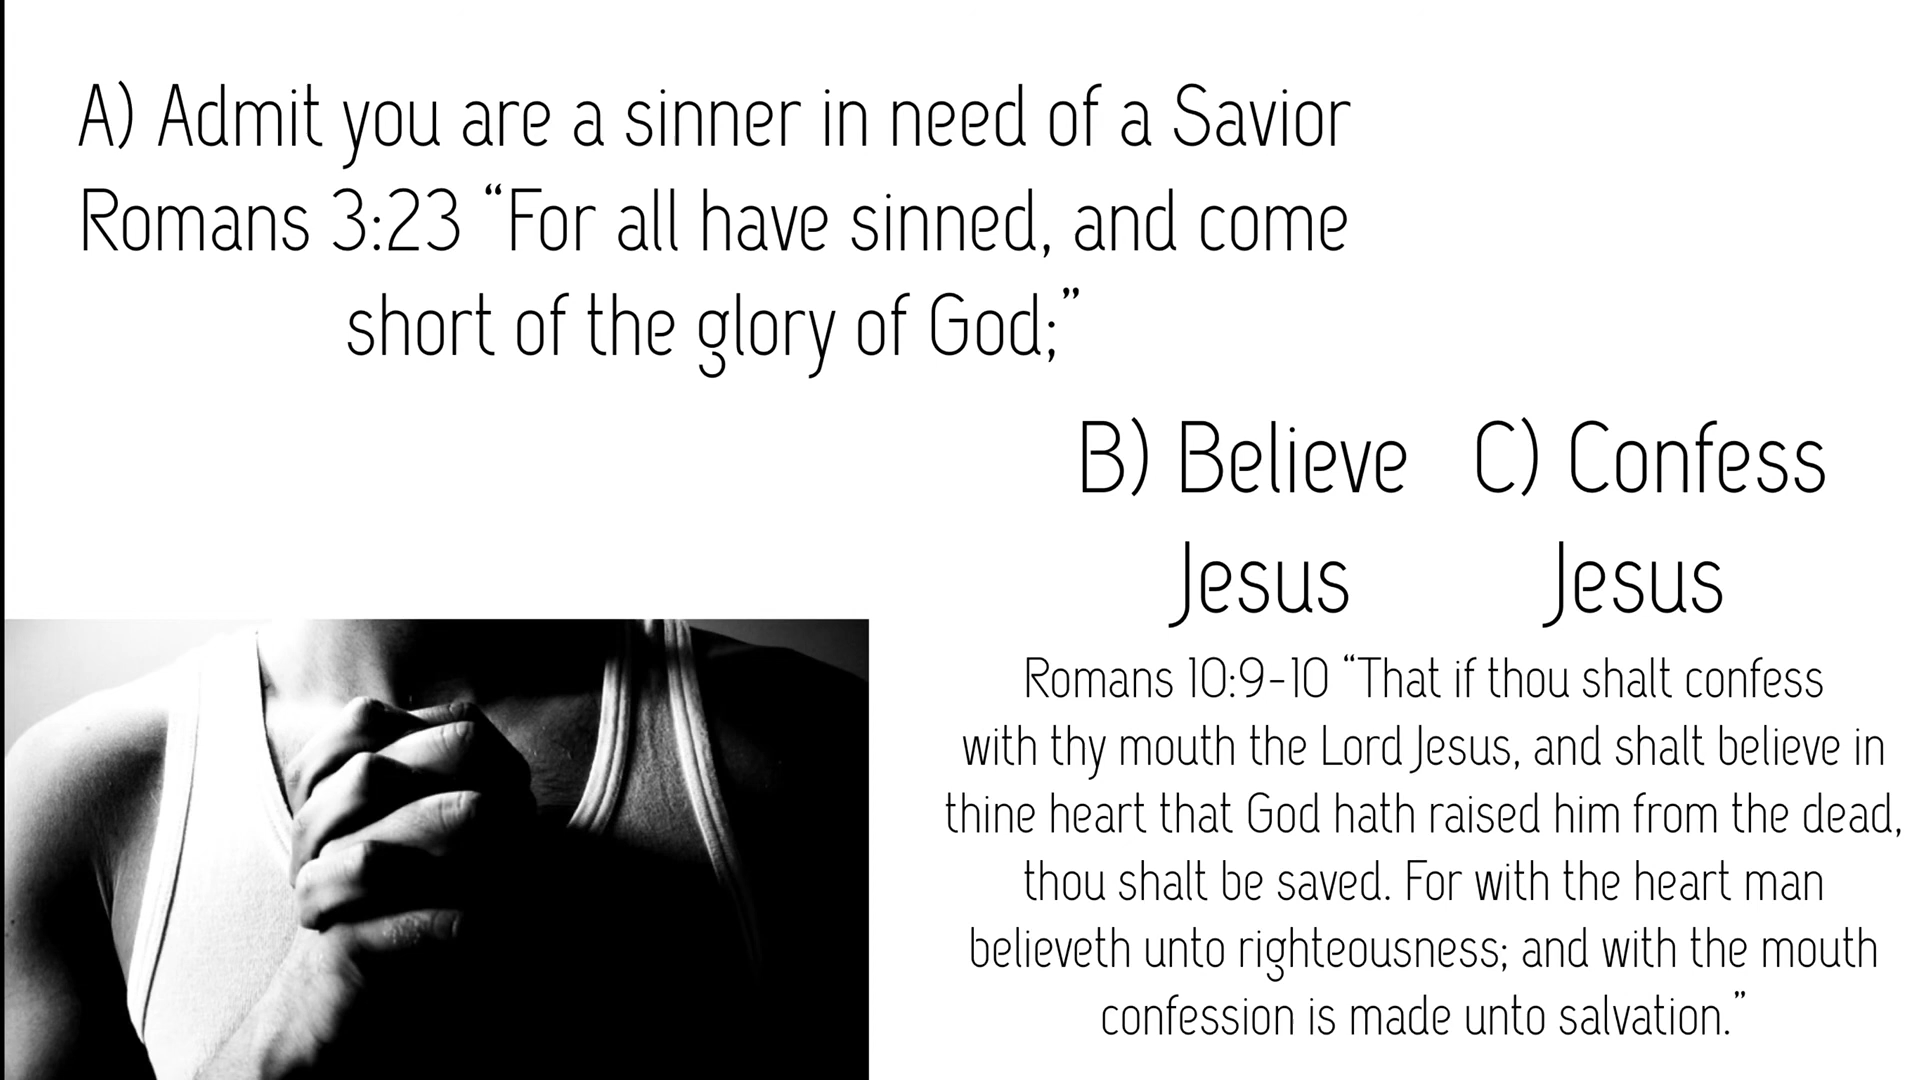 A) Admit you are a sinner in need of a Savior
Romans 3:23 “For all have sinned, and come
short of the glory of God;”
B) Believe
Jesus
C) Confess
Jesus
Romans 10:9-10 “That if thou shalt confess
with thy mouth the Lord Jesus, and shalt believe in
thine heart that God hath raised him from the dead,
thou shalt be saved. For with the heart man
believeth unto righteousness; and with the mouth
confession is made unto salvation.”